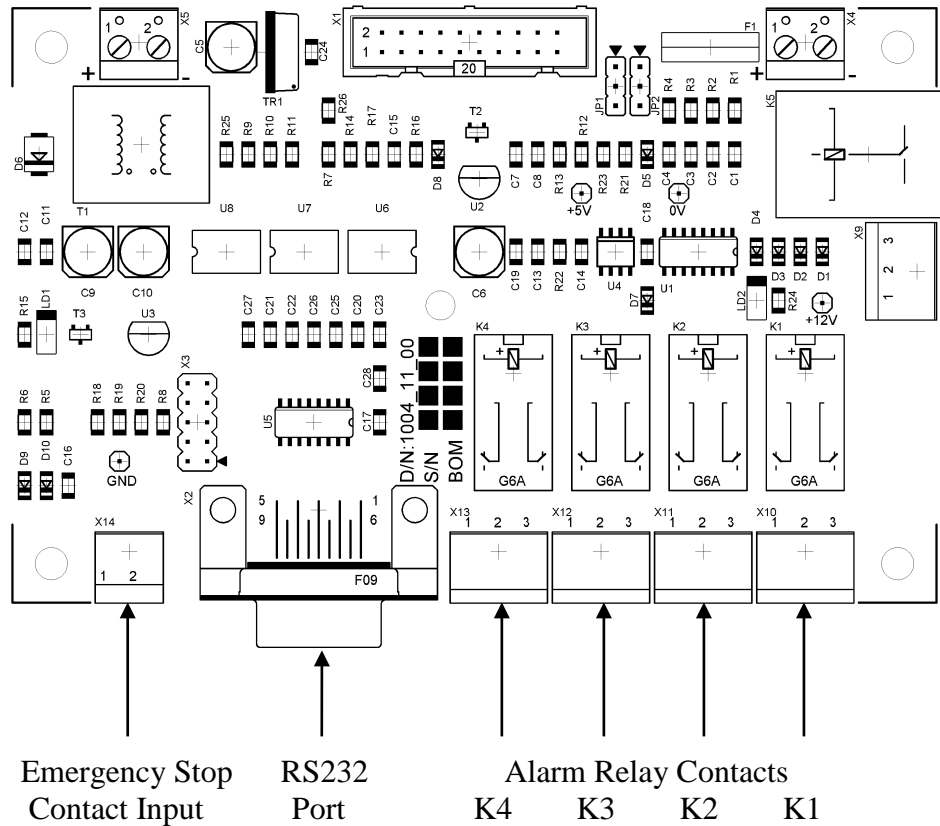 X5
1 2
+ -
C5
TR1
C24
X1
2
1
20
JP1
JP2
F1
X4
1 2
+ -
R4 R3 R2 R1
K5
D6
R25 R9 R10 R11
R26
R7
R14
R17
C15
R16
D8
T2
U2
C7 C8 R13
R12
R23 R21
D5
C4 C3 C2 C1
+5V
0V
T1
U8 U7 U6
C12 C11
C9 C10
C6
C19 C13 R22 C14
U4
C18
U1
D7
D4
D3 D2 D1
LD2
R24
+12V
X9
3
2
1
R15
LD1
T3
U3
C27 C21 C22 C26 C25 C20 C23
K4 K3 K2 K1
+ + + +
X3
C28
C17
U5
D/N:1004_11_00
S/N
BOM
R6 R5
R18 R19 R20 R8
D9 D10 C16
GND
G6A G6A G6A G6A
X2
5 1
9 6
F09
X14
1 2
X13
1 2 3
X12
1 2 3
X11
1 2 3
X10
1 2 3
Emergency Stop
Contact Input
RS232
Port
Alarm Relay Contacts
K4 K3 K2 K1